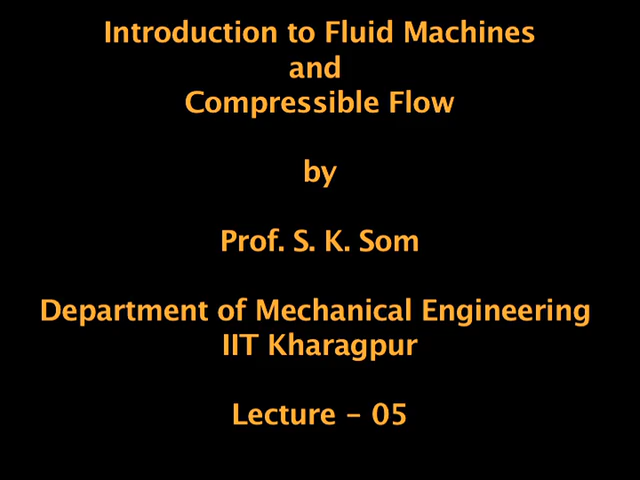 Introduction to Fluid Machines
and
Compressible Flow
by
Prof. S. K. Som
Department of Mechanical Engineering
IIT Kharagpur
Lecture – 05